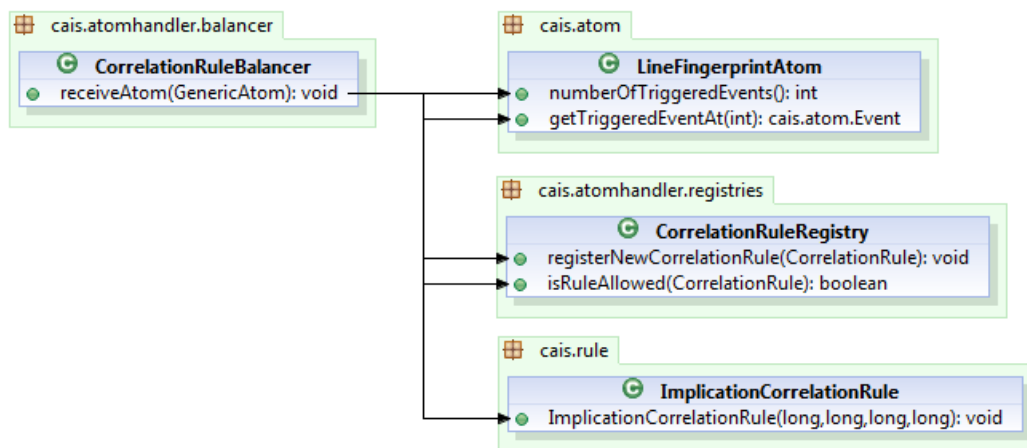 cais.atomhandler.balancer
CorrelationRuleBalancer
receiveAtom(GenericAtom): void
cais.atom
LineFingerprintAtom
numberOfTriggeredEvents(): int
getTriggeredEventAt(int): cais.atom.Event
cais.atomhandler.registries
CorrelationRuleRegistry
registerNewCorrelationRule(CorrelationRule): void
isRuleAllowed(CorrelationRule): boolean
cais.rule
ImplicationCorrelationRule
ImplicationCorrelationRule(long,long,long,long): void